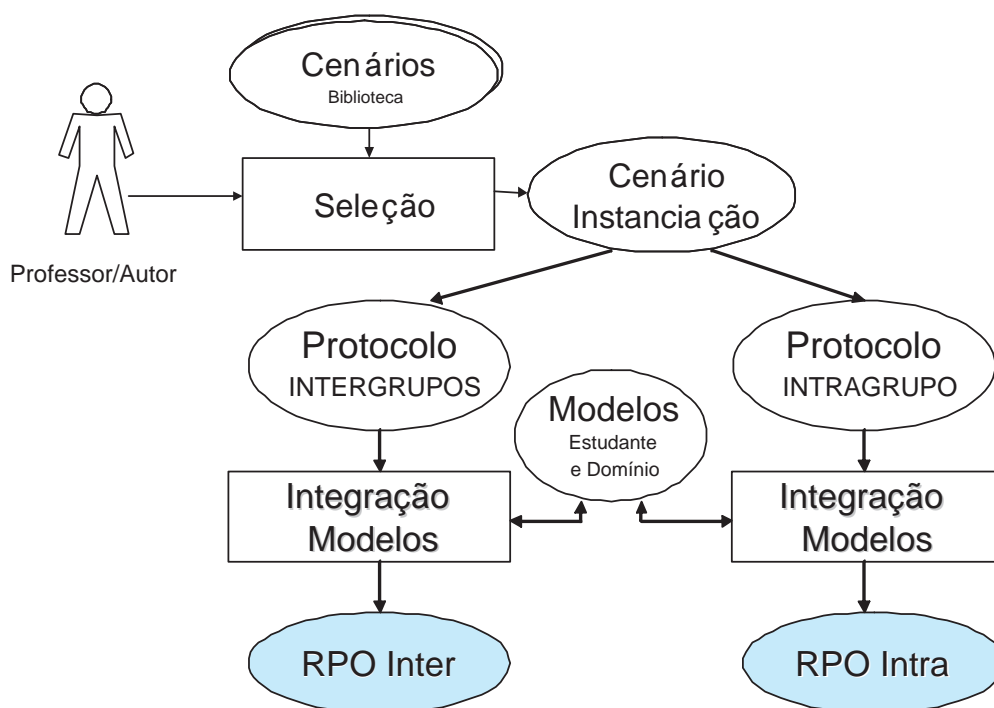 Cenários
Biblioteca
Seleção
Cenário
Instanciação
Professor/Autor
Protocolo
INTERGRUPOS
Protocolo
INTRAGRUPO
Modelos
Estudante
e Domínio
Integração
Modelos
Integração
Modelos
RPO Inter
RPO Intra